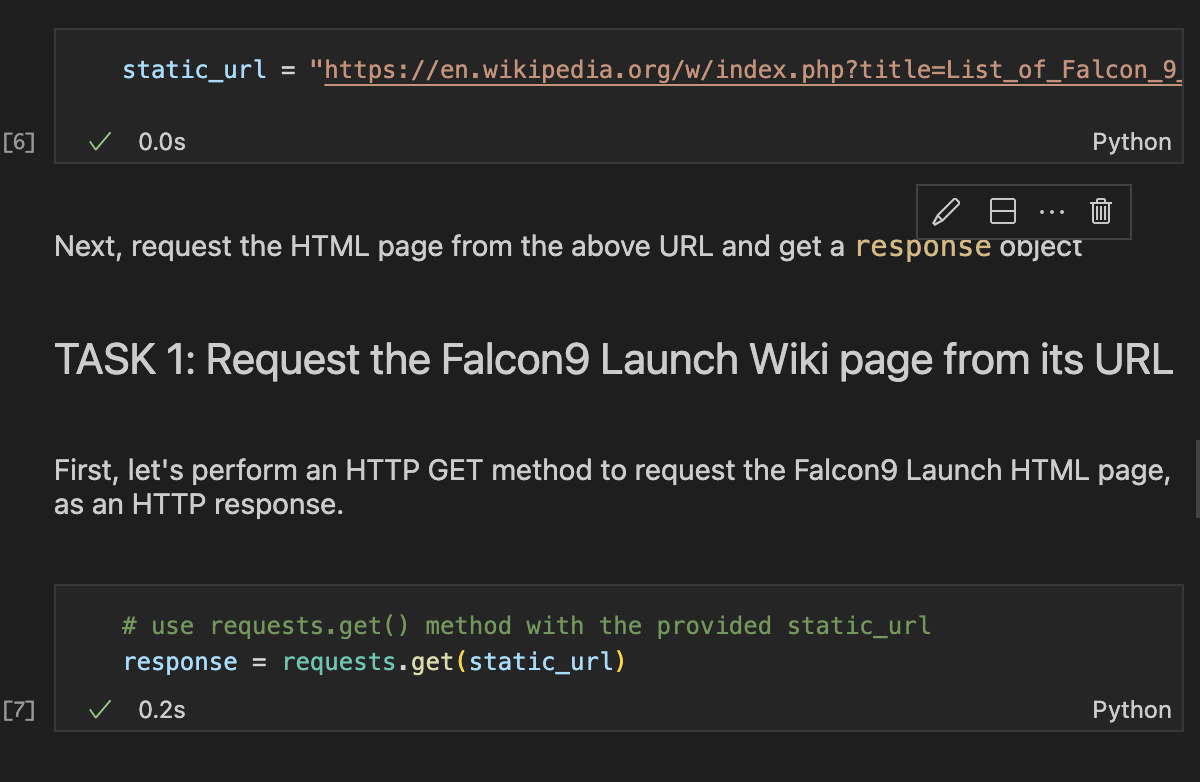 static_url = "https://en.wikipedia.org/w/index.php?title=List_of_Falcon_9_
[6]
0.0s
Python
Next, request the HTML page from the above URL and get a response object
TASK 1: Request the Falcon9 Launch Wiki page from its URL
First, let's perform an HTTP GET method to request the Falcon9 Launch HTML page,
as an HTTP response.
# use requests.get() method with the provided static_url
response = requests.get(static_url)
[7]
0.2s
Python